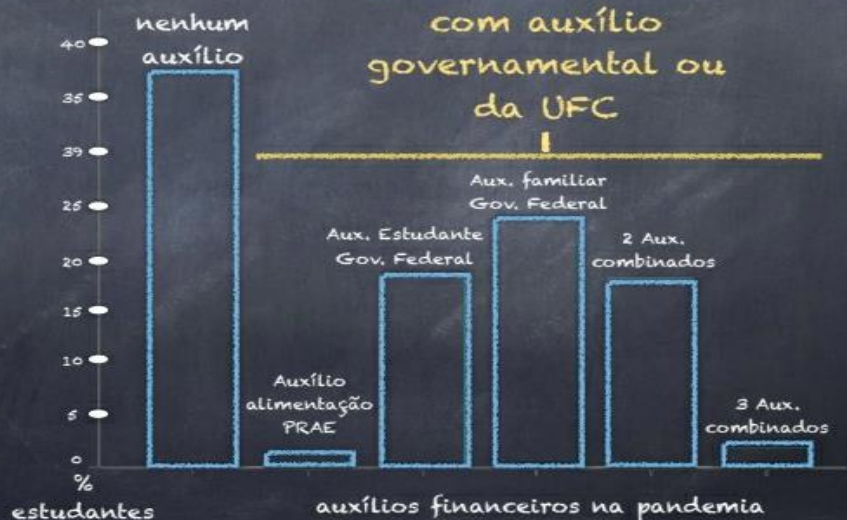 nenhum
auxílio
com auxílio
governamental ou
da UFC
40
35
39
25
20
15
10
5
0
%
estudantes
Auxílio
alimentação
PRAE
Aux. Estudante
Gov. Federal
Aux. familiar
Gov. Federal
2 Aux.
combinados
3 Aux.
combinados
auxílios financeiros na pandemia